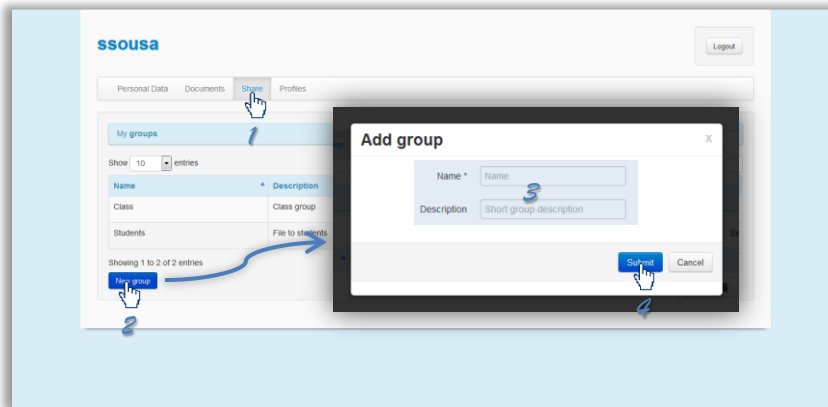 ssousa
Logout
Personal Data Documents Share Profiles
1
My groups
Show 10 entries
Name Description
Class Class group
Students File to students
Showing 1 to 2 of 2 entries
New group
2
Add group X
Name * Name
3
Description Short group description
Submit Cancel
4